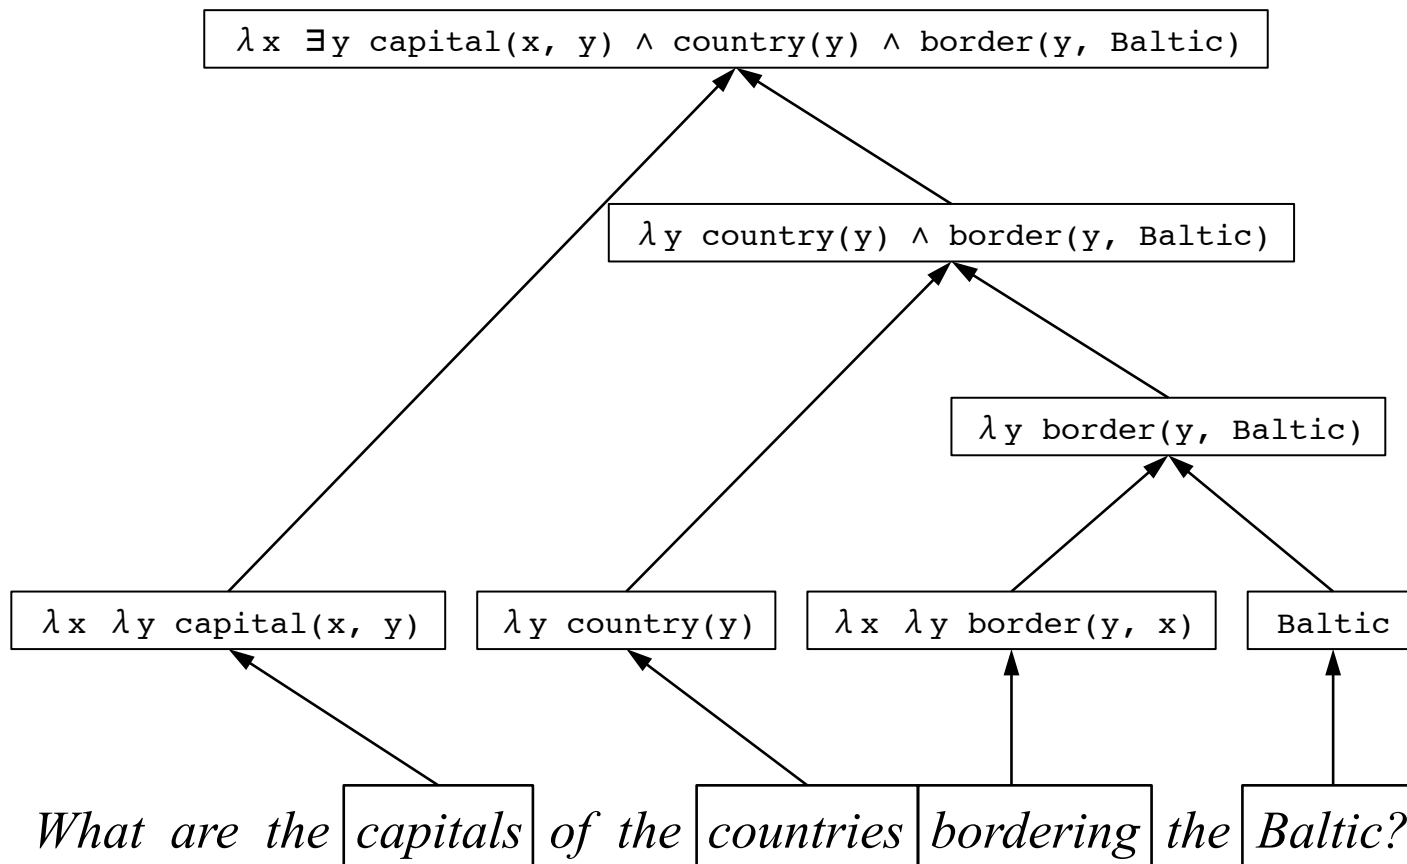 λx ∃y capital(x, y) ∧ country(y) ∧ border(y, Baltic)
λy country(y) ∧ border(y, Baltic)
λy border(y, Baltic)
λx λy capital(x, y) λy country(y) λx λy border(y, x) Baltic
What are the capitals of the countries bordering the Baltic?